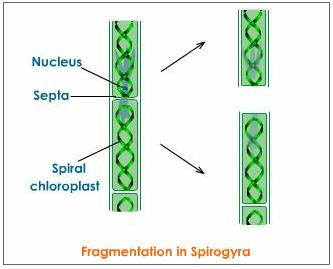 Nucleus
Septa
Spiral
chloroplast
Fragmentation in Spirogyra